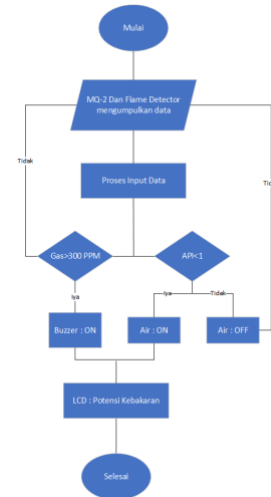 Mulai
MQ-2 Dan Flame Detector
mengumpulkan data
Tidak
Proses Input Data
Gas>300 PPM
API<1
Iya
Iya
Tidak
Buzzer : ON
Air : ON
Air : OFF
LCD : Potensi Kebakaran
Selesai